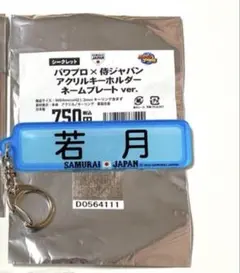 シークレット
パワプロ×侍ジャパン
アクリルキーホルダー
ネームプレート ver.
750
若月
SAMURAI JAPAN
D0564111